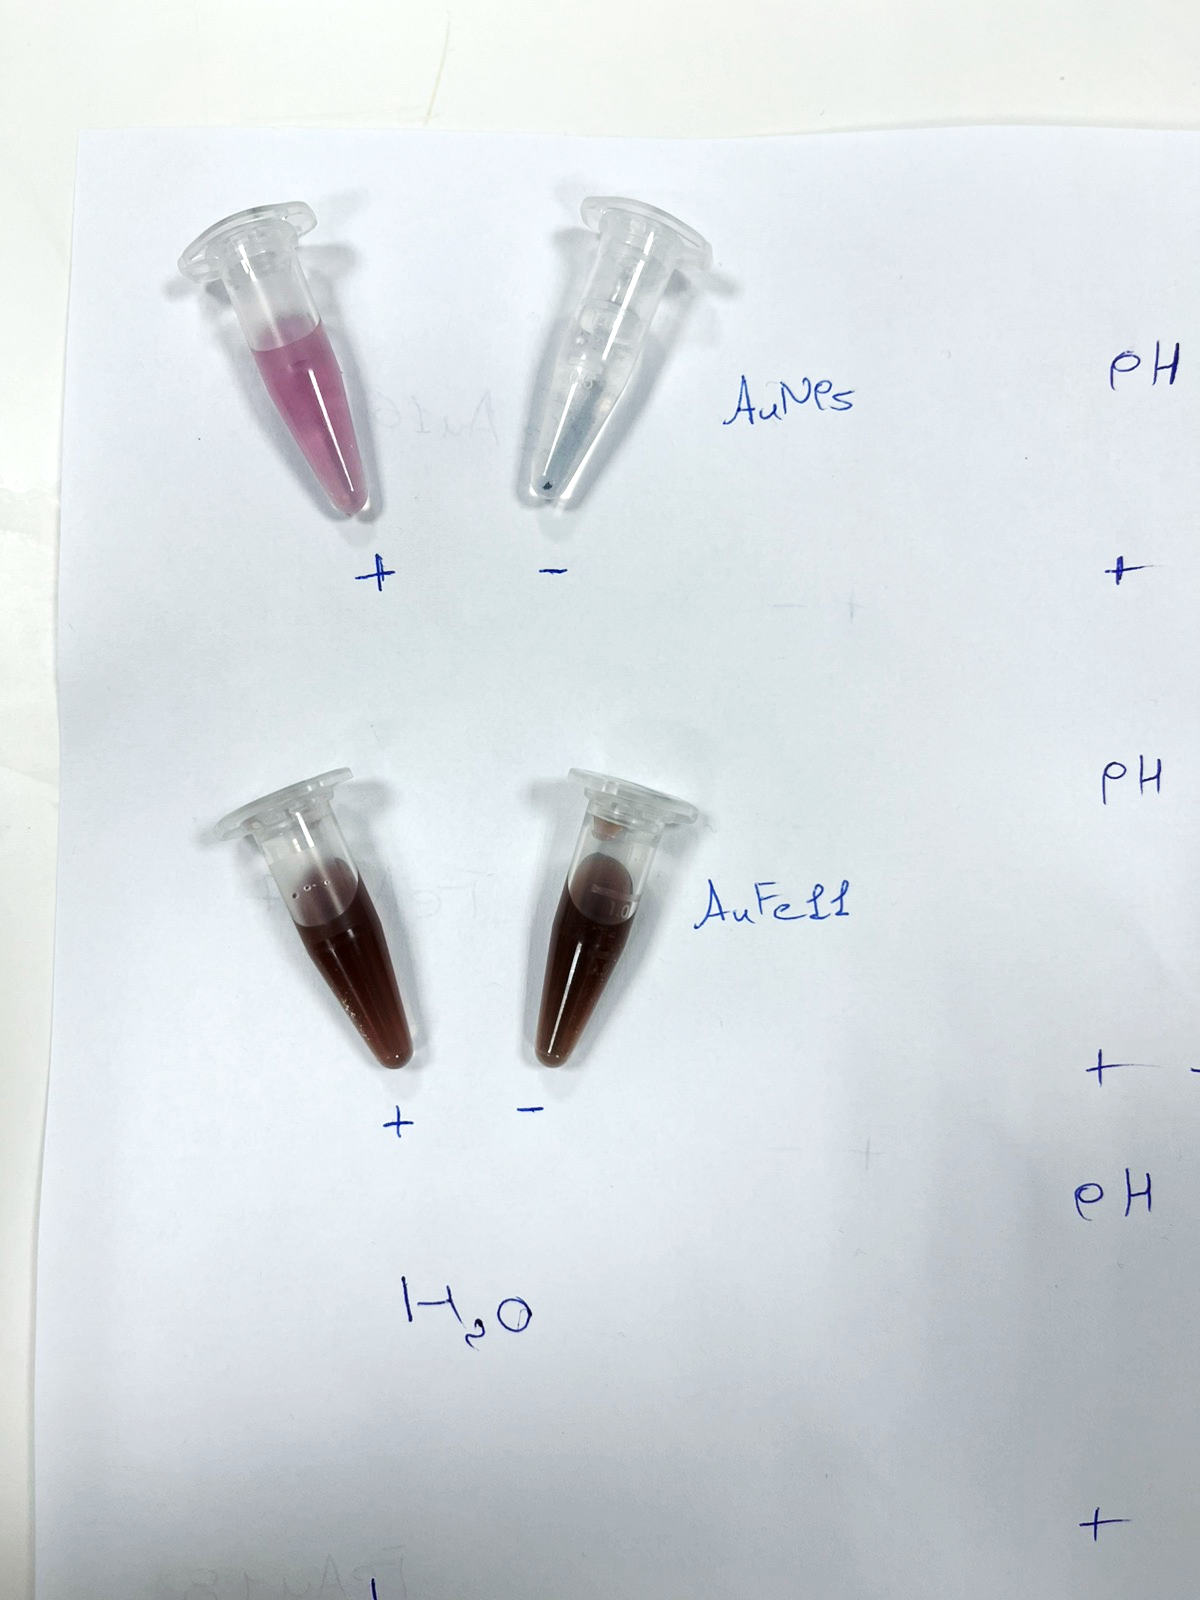 AuNPs
pH
+ -
+
pH
AuFe11
+
+ -
pH
H₂O
+